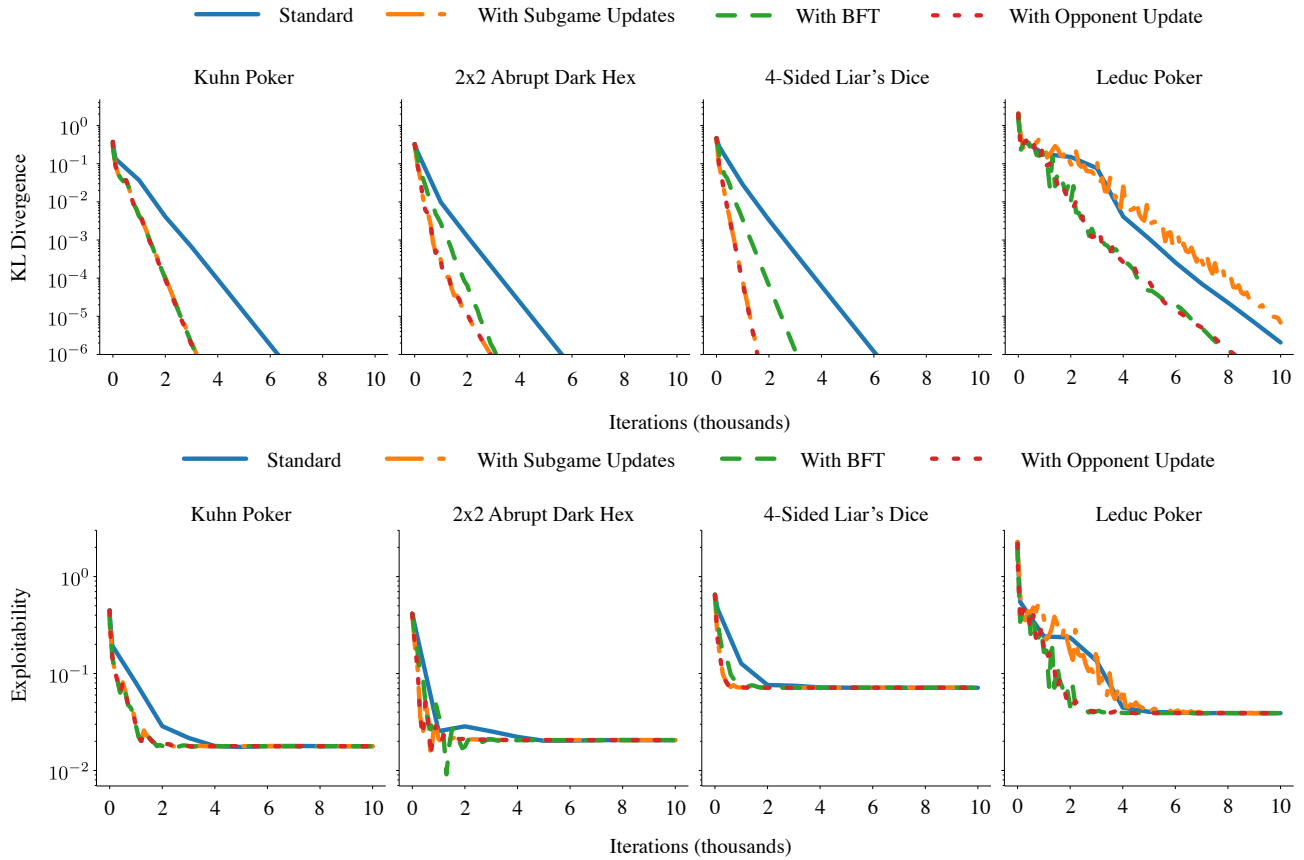 Standard With Subgame Updates With BFT With Opponent Update
Kuhn Poker 2x2 Abrupt Dark Hex 4-Sided Liar's Dice Leduc Poker
KL Divergence
10^0
10^-1
10^-2
10^-3
10^-4
10^-5
10^-6
0 2 4 6 8 10 0 2 4 6 8 10 0 2 4 6 8 10 0 2 4 6 8 10
Iterations (thousands)
Standard With Subgame Updates With BFT With Opponent Update
Kuhn Poker 2x2 Abrupt Dark Hex 4-Sided Liar's Dice Leduc Poker
Exploitability
10^0
10^-1
10^-2
0 2 4 6 8 10 0 2 4 6 8 10 0 2 4 6 8 10 0 2 4 6 8 10
Iterations (thousands)